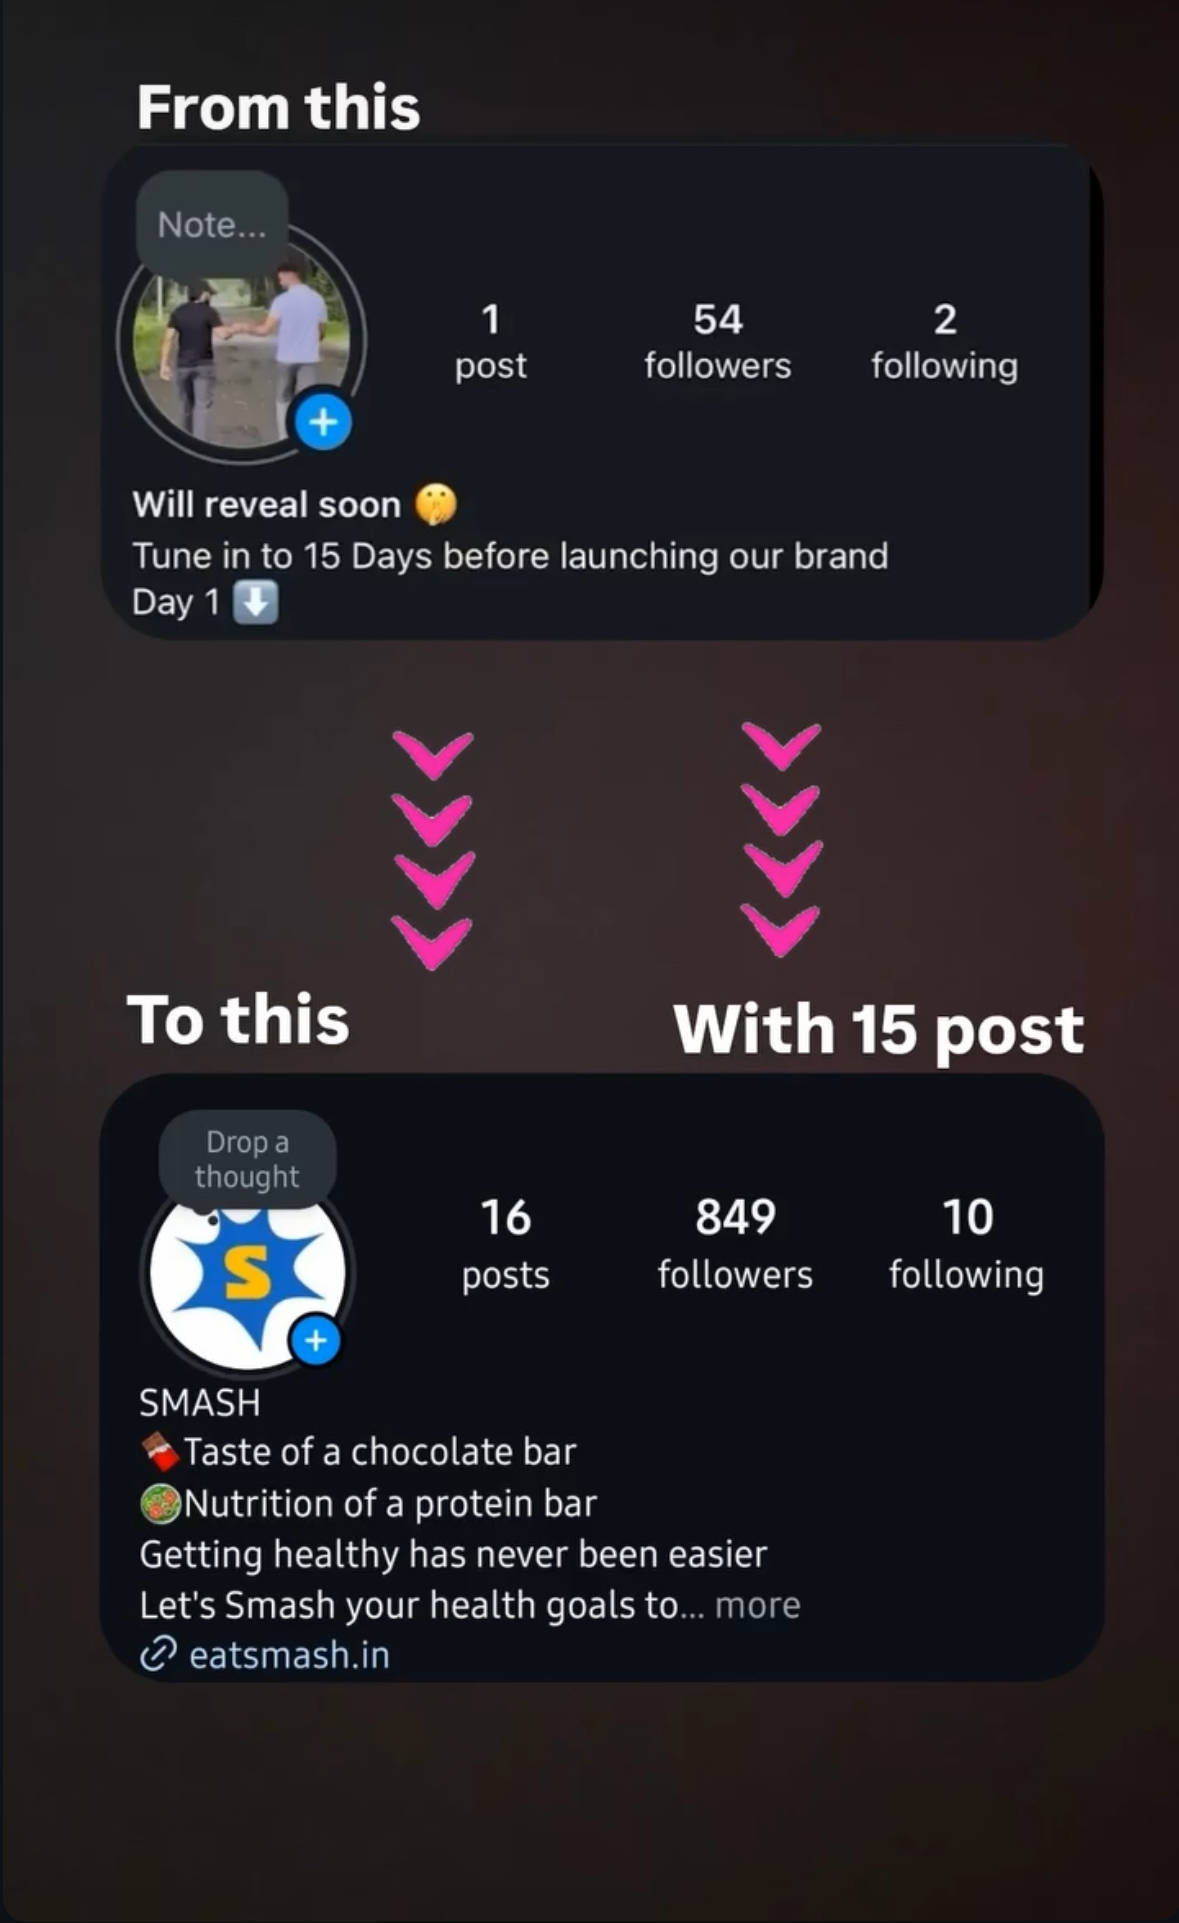 From this
Note...
1
post
54
followers
2
following
Will reveal soon 🤫
Tune in to 15 Days before launching our brand
Day 1 ⬇️
To this
With 15 post
Drop a
thought
S
16
posts
849
followers
10
following
SMASH
🍫Taste of a chocolate bar
🥗Nutrition of a protein bar
Getting healthy has never been easier
Let's Smash your health goals to... more
eatsmash.in